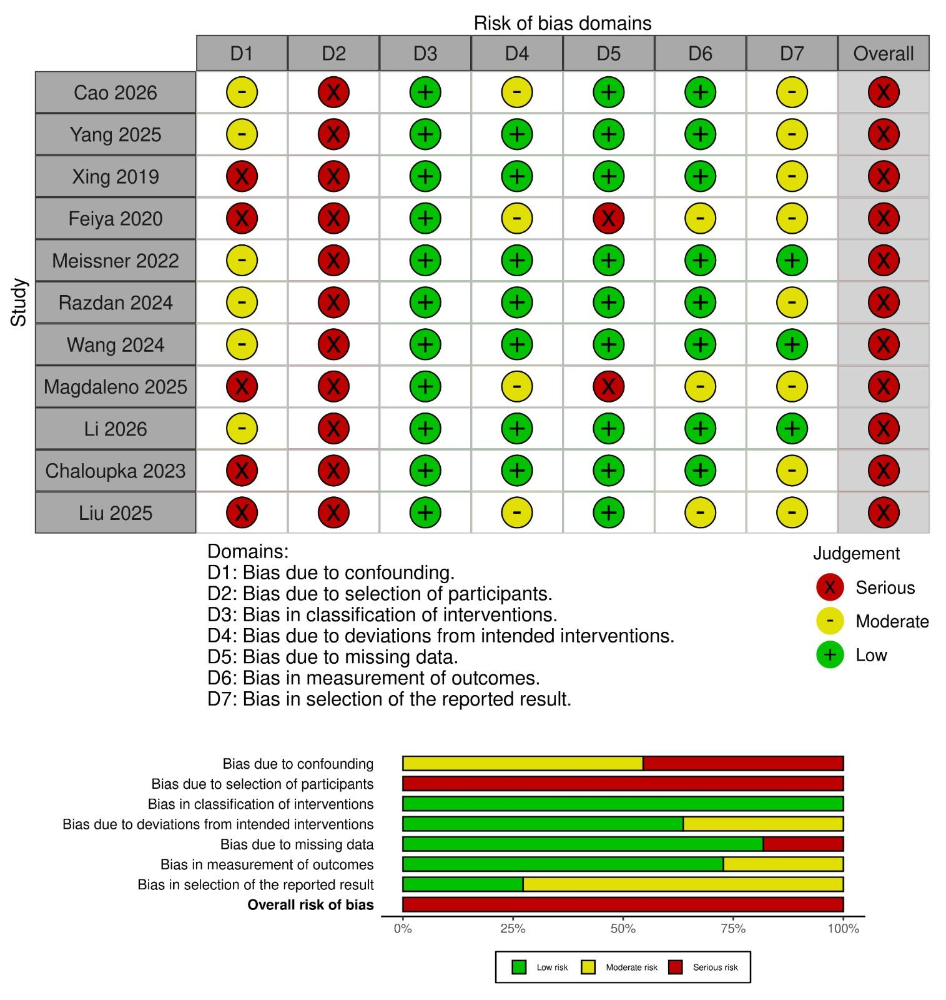 Risk of bias domains
D1 D2 D3 D4 D5 D6 D7 Overall
Study
Cao 2026 - X + - + + - X
Yang 2025 - X + + + + - X
Xing 2019 X X + + + + - X
Feiya 2020 X X + - X - - X
Meissner 2022 - X + + + + + X
Razdan 2024 - X + + + + - X
Wang 2024 - X + + + + + X
Magdaleno 2025 X X + - X - - X
Li 2026 - X + + + + + X
Chaloupka 2023 X X + + + + - X
Liu 2025 X X + - + - - X
Domains:
D1: Bias due to confounding.
D2: Bias due to selection of participants.
D3: Bias in classification of interventions.
D4: Bias due to deviations from intended interventions.
D5: Bias due to missing data.
D6: Bias in measurement of outcomes.
D7: Bias in selection of the reported result.
Judgement
X Serious
- Moderate
+ Low
Bias due to confounding
Bias due to selection of participants
Bias in classification of interventions
Bias due to deviations from intended interventions
Bias due to missing data
Bias in measurement of outcomes
Bias in selection of the reported result
Overall risk of bias
0% 25% 50% 75% 100%
Low risk Moderate risk Serious risk